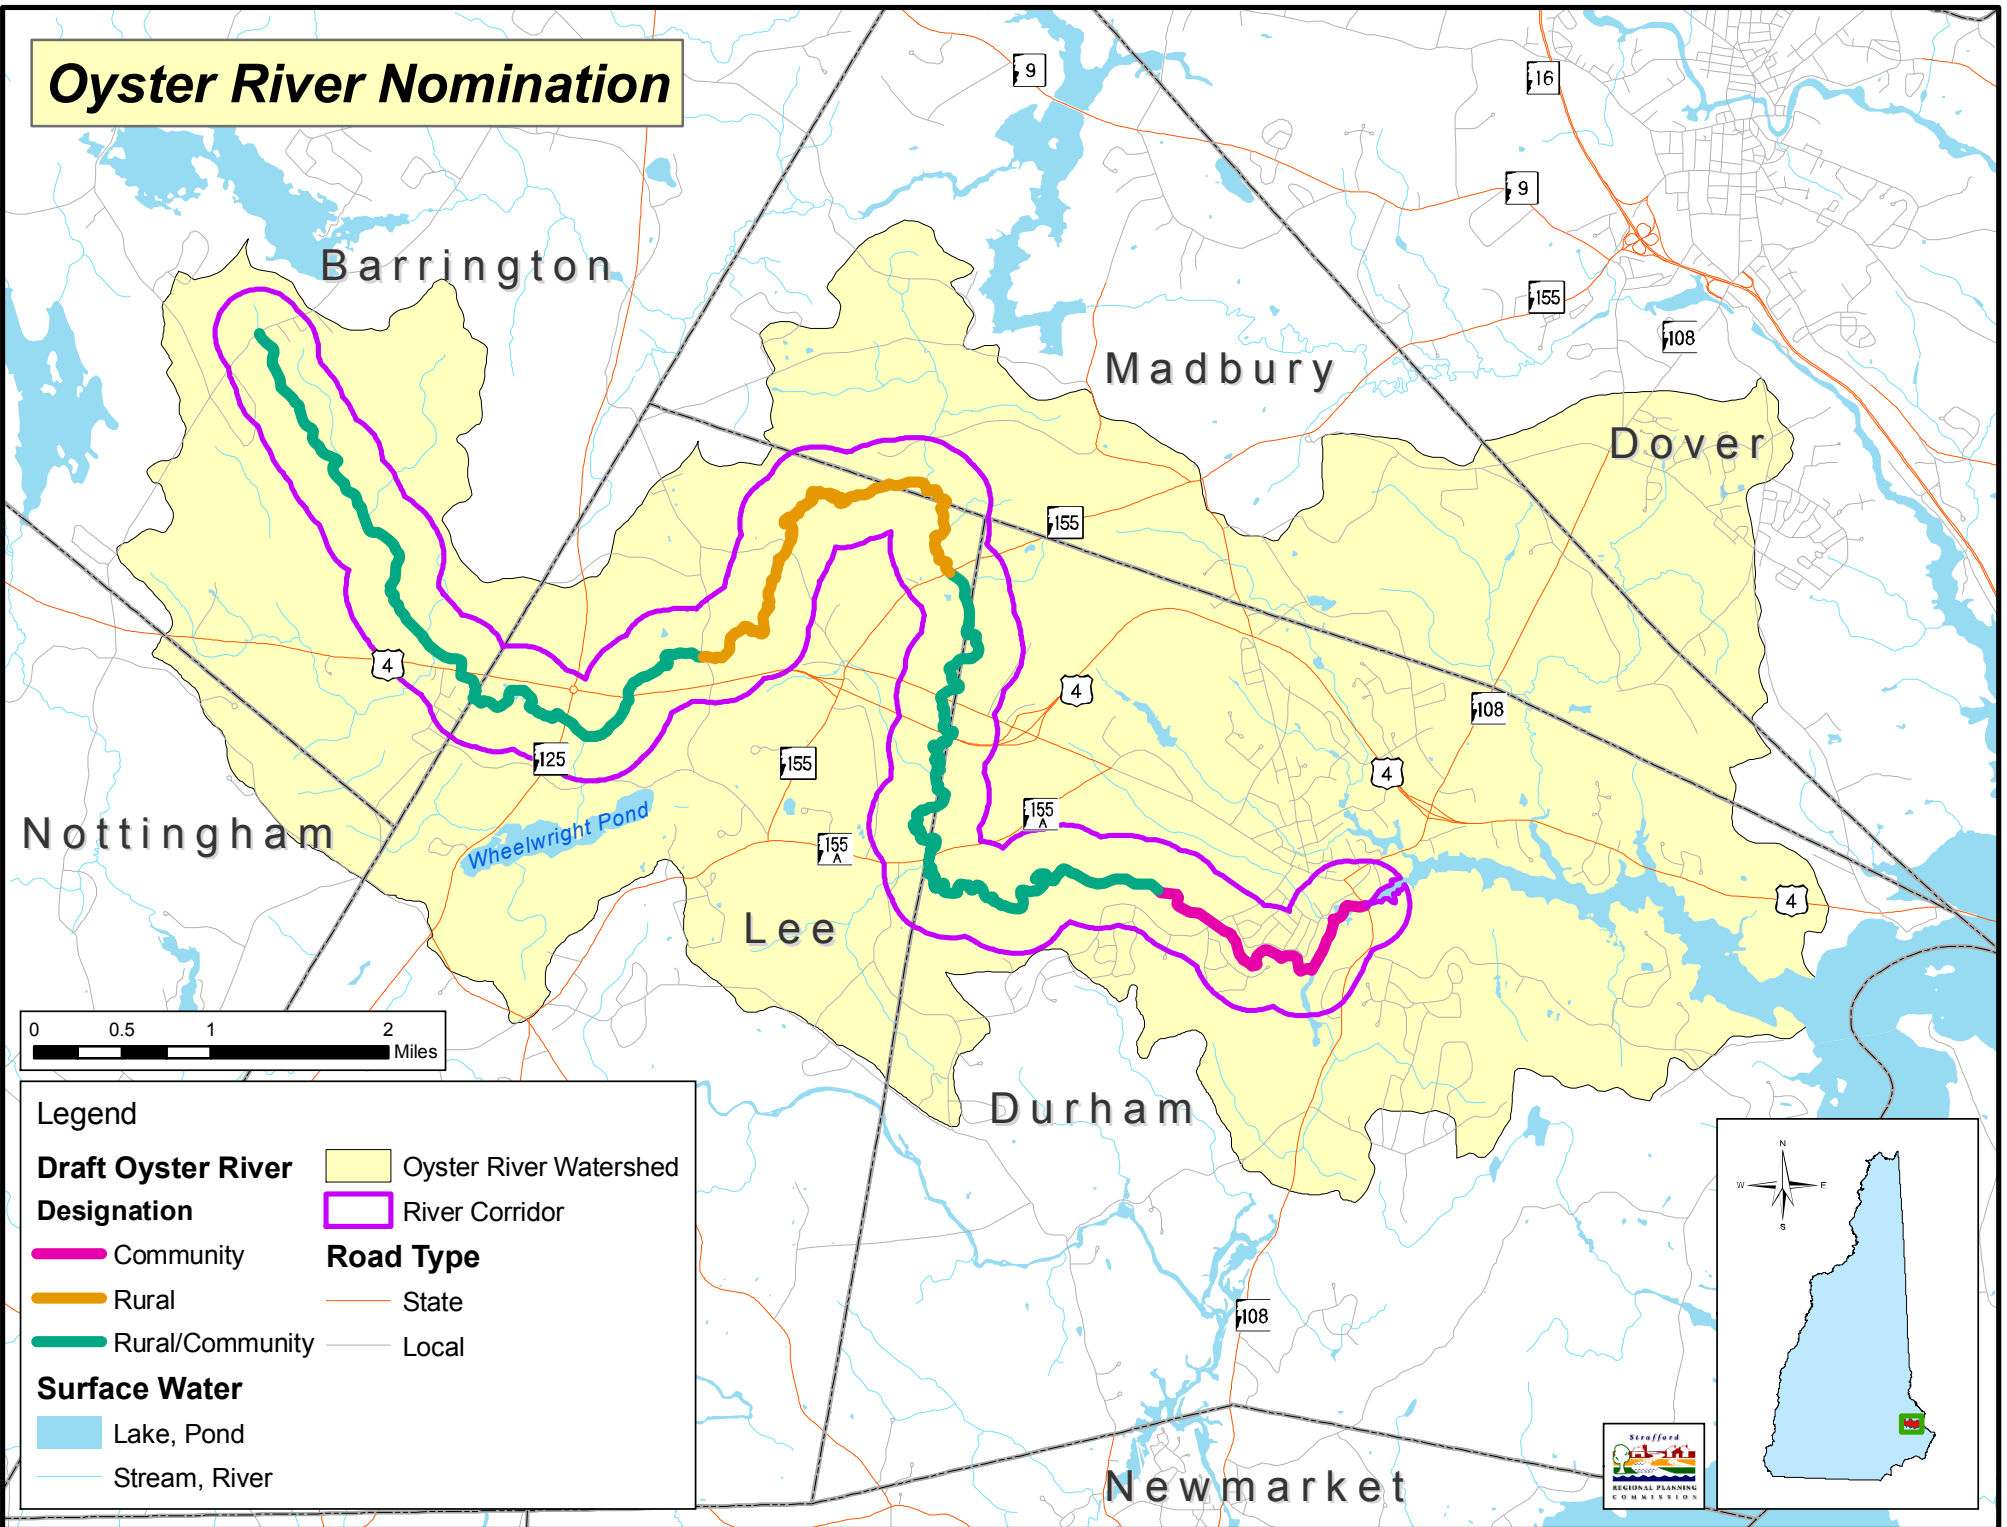 Oyster River Nomination
9
16
9
Barrington
155
108
Madbury
Dover
155
4
4
108
125
155
4
Nottingham
Wheelwright Pond
155
A
155
A
4
Lee
0 0.5 1 2
Miles
Durham
Legend
Draft Oyster River
Designation
Community
Rural
Rural/Community
Surface Water
Lake, Pond
Stream, River
Oyster River Watershed
River Corridor
Road Type
State
Local
N
W E
S
108
Newmarket
Strafford
REGIONAL PLANNING
COMMISSION